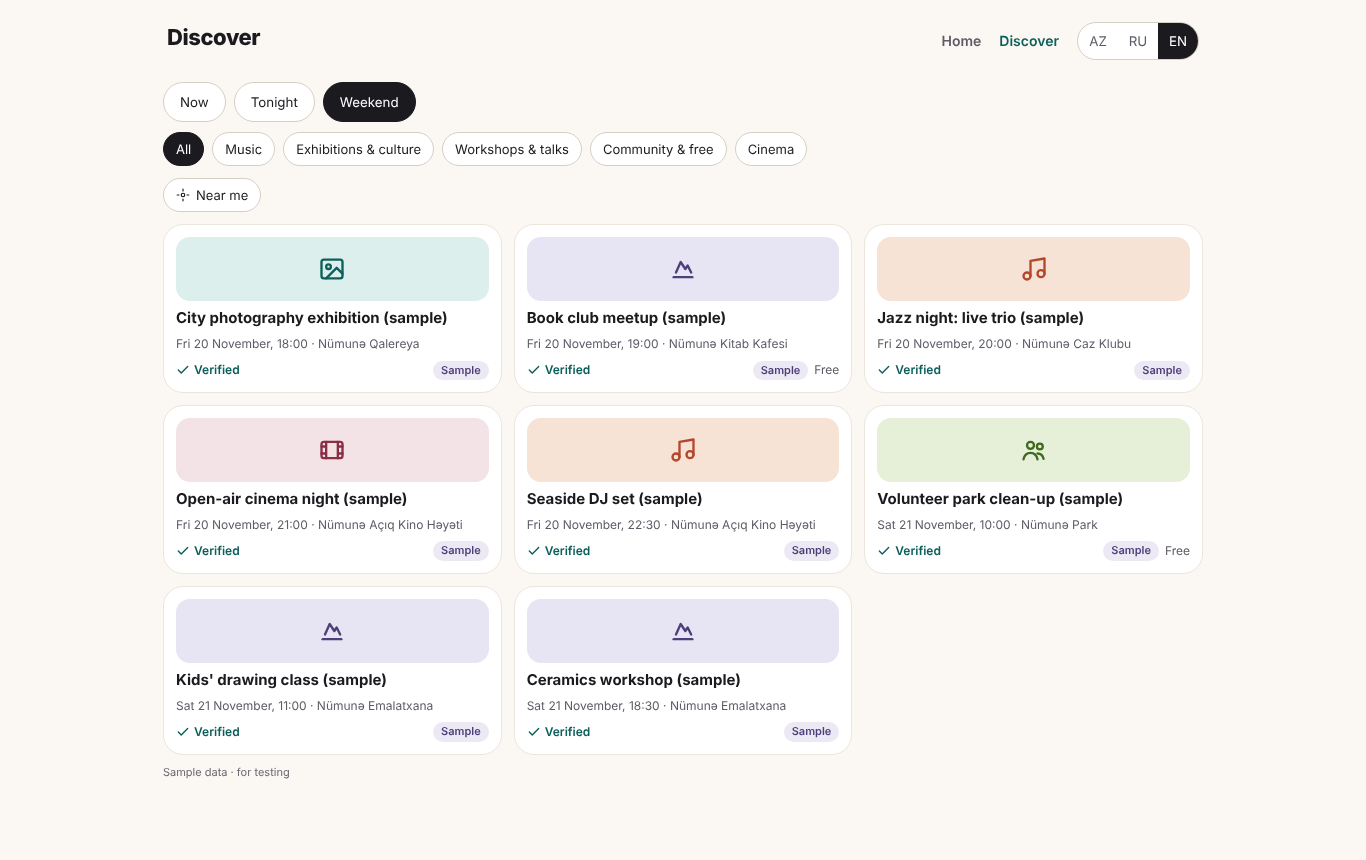 Discover
Home Discover AZ RU EN
Now Tonight Weekend
All Music Exhibitions & culture Workshops & talks Community & free Cinema
Near me
City photography exhibition (sample)
Fri 20 November, 18:00 · Nümunə Qalereya
Verified Sample
Book club meetup (sample)
Fri 20 November, 19:00 · Nümunə Kitab Kafesi
Verified Sample Free
Jazz night: live trio (sample)
Fri 20 November, 20:00 · Nümunə Caz Klubu
Verified Sample
Open-air cinema night (sample)
Fri 20 November, 21:00 · Nümunə Açıq Kino Həyəti
Verified Sample
Seaside DJ set (sample)
Fri 20 November, 22:30 · Nümunə Açıq Kino Həyəti
Verified Sample
Volunteer park clean-up (sample)
Sat 21 November, 10:00 · Nümunə Park
Verified Sample Free
Kids' drawing class (sample)
Sat 21 November, 11:00 · Nümunə Emalatxana
Verified Sample
Ceramics workshop (sample)
Sat 21 November, 18:30 · Nümunə Emalatxana
Verified Sample
Sample data · for testing